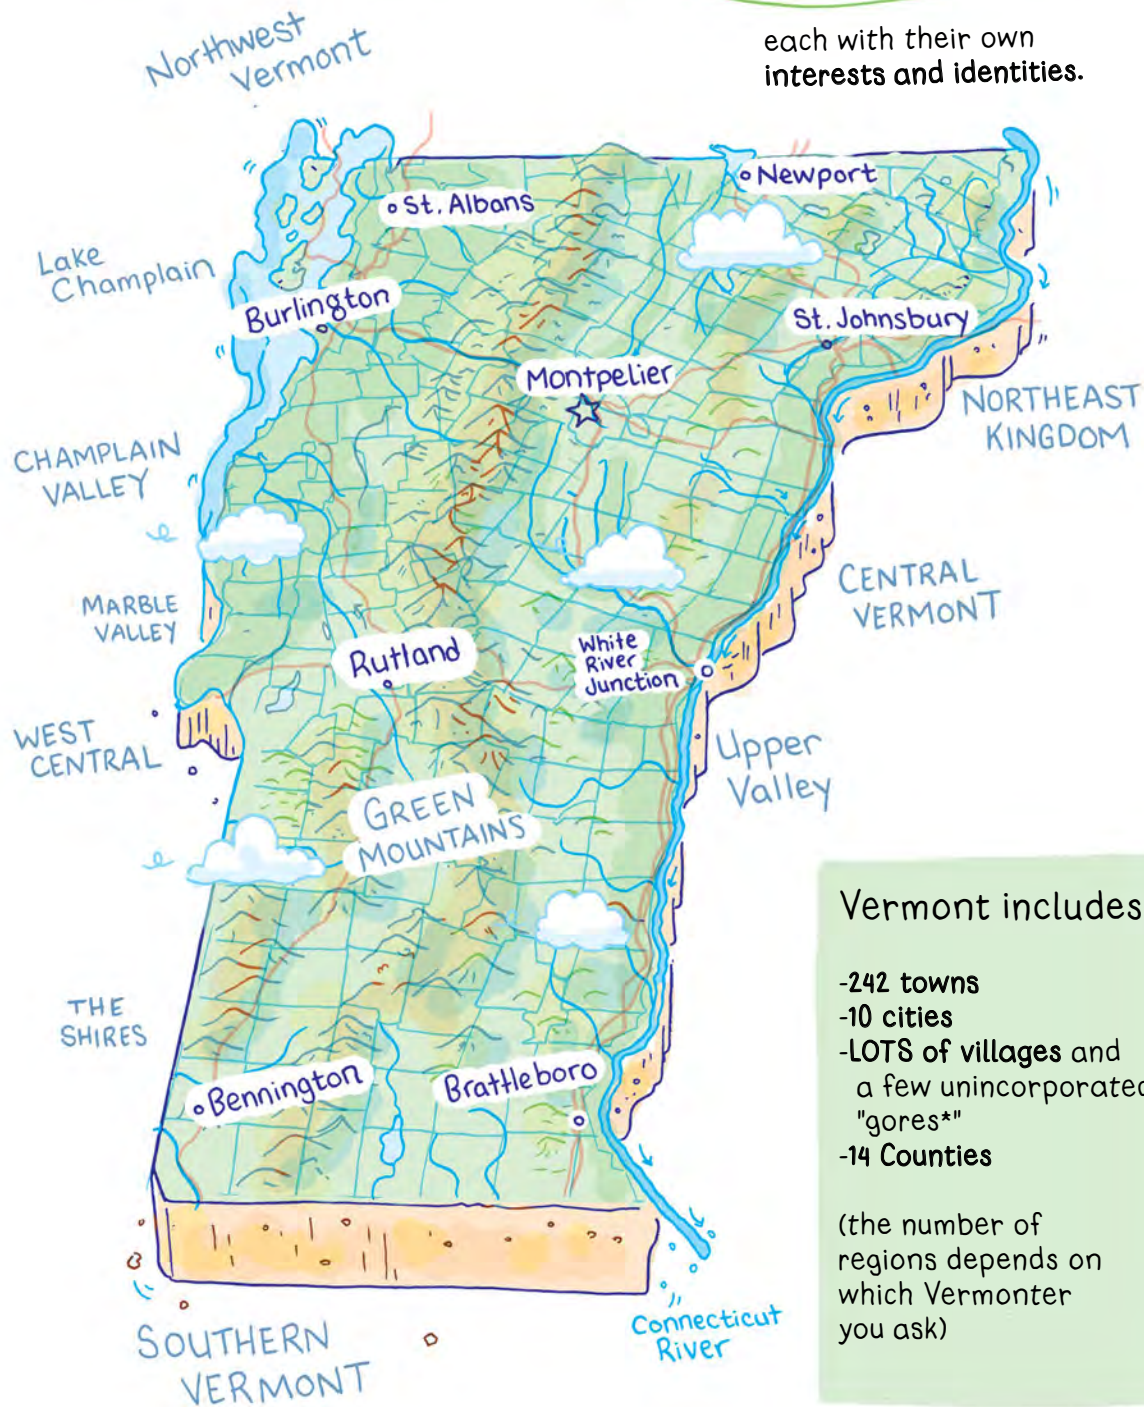 each with their own
interests and identities.
Northwest
Vermont
St. Albans
Newport
Lake
Champlain
Burlington
St. Johnsbury
Montpelier
NORTHEAST
KINGDOM
CHAMPLAIN
VALLEY
CENTRAL
VERMONT
MARBLE
VALLEY
Rutland
White
River
Junction
WEST
CENTRAL
Upper
Valley
GREEN
MOUNTAINS
THE
SHIRES
Bennington
Brattleboro
Vermont includes
-242 towns
-10 cities
-LOTS of villages and
a few unincorporated
"gores*"
-14 Counties
(the number of
regions depends on
which Vermonter
you ask)
Connecticut
River
SOUTHERN
VERMONT